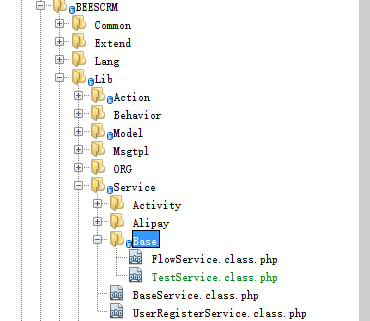 BEESCRM
Common
Extend
Lang
Lib
Action
Behavior
Model
Msgtpl
ORG
Service
Activity
Alipay
Base
FlowService.class.php
TestService.class.php
BaseService.class.php
UserRegisterService.class.php